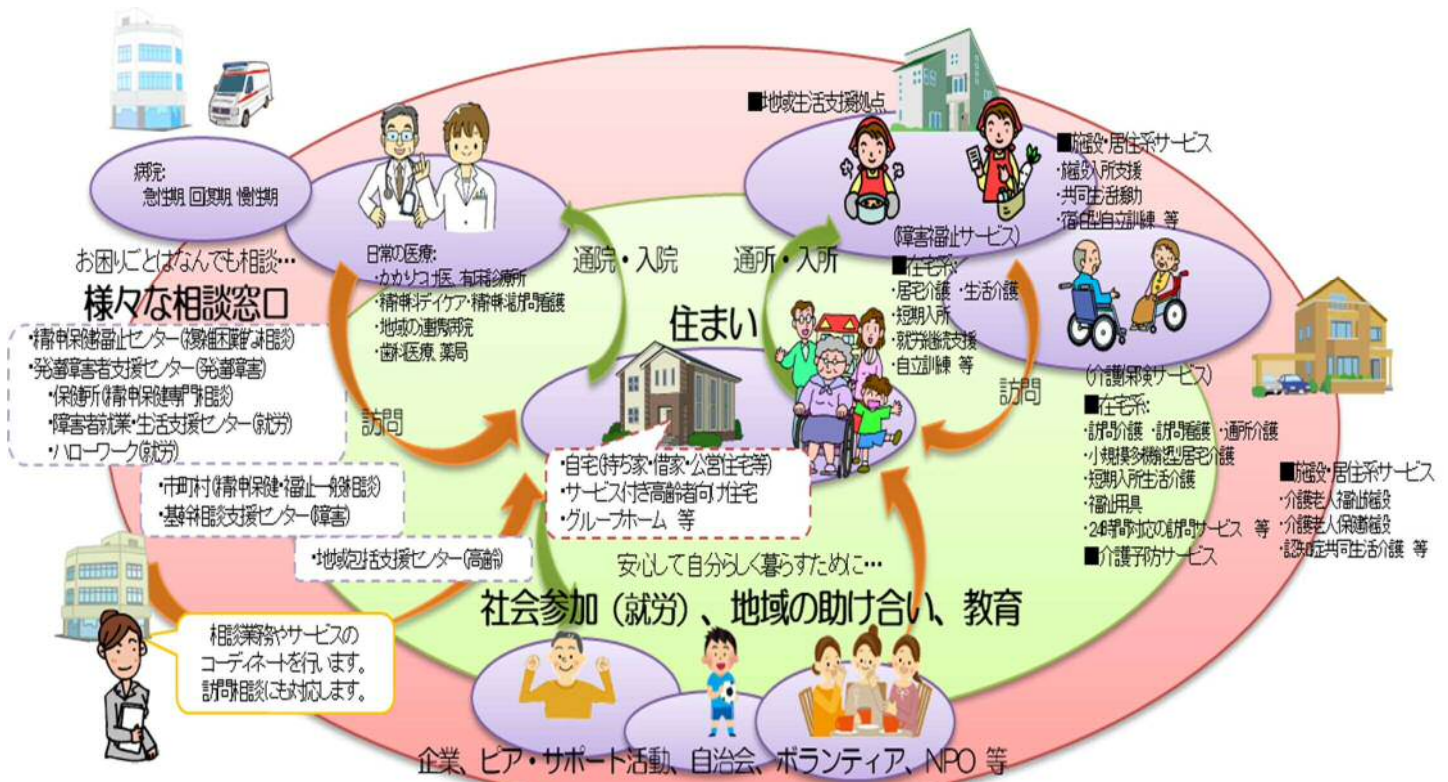 病院:
急性期、回復期、慢性期
お困りごとはなんでも相談…
様々な相談窓口
・精神保健福祉センター(複雑困難な相談)
・発達障害者支援センター(発達障害)
・保健所(精神保健専門相談)
・障害者就業・生活支援センター(就労)
・ハローワーク(就労)
・市町村(精神保健・福祉一般相談)
・基幹相談支援センター(障害)
・地域包括支援センター(高齢)
相談業務やサービスの
コーディネートを行います。
訪問相談にも対応します。
日常の医療:
・かかりつけ医、有床診療所
・精神科デイケア・精神科訪問看護
・地域の連携病院
・歯科医療、薬局
通院・入院
訪問
住まい
・自宅(持ち家・借家・公営住宅等)
・サービス付き高齢者向け住宅
・グループホーム 等
通所・入所
■地域生活支援拠点
■施設・居住系サービス
・施設入所支援
・共同生活援助
・宿泊型自立訓練 等
(障害福祉サービス)
■在宅系:
・居宅介護 ・生活介護
・短期入所
・就労継続支援
・自立訓練 等
訪問
(介護保険サービス)
■在宅系:
・訪問介護 ・訪問看護 ・通所介護
・小規模多機能型居宅介護
・短期入所生活介護
・福祉用具
・24時間対応の訪問サービス 等
■介護予防サービス
■施設・居住系サービス
・介護老人福祉施設
・介護老人保健施設
・認知症共同生活介護 等
安心して自分らしく暮らすために…
社会参加(就労)、地域の助け合い、教育
企業、ピア・サポート活動、自治会、ボランティア、NPO 等